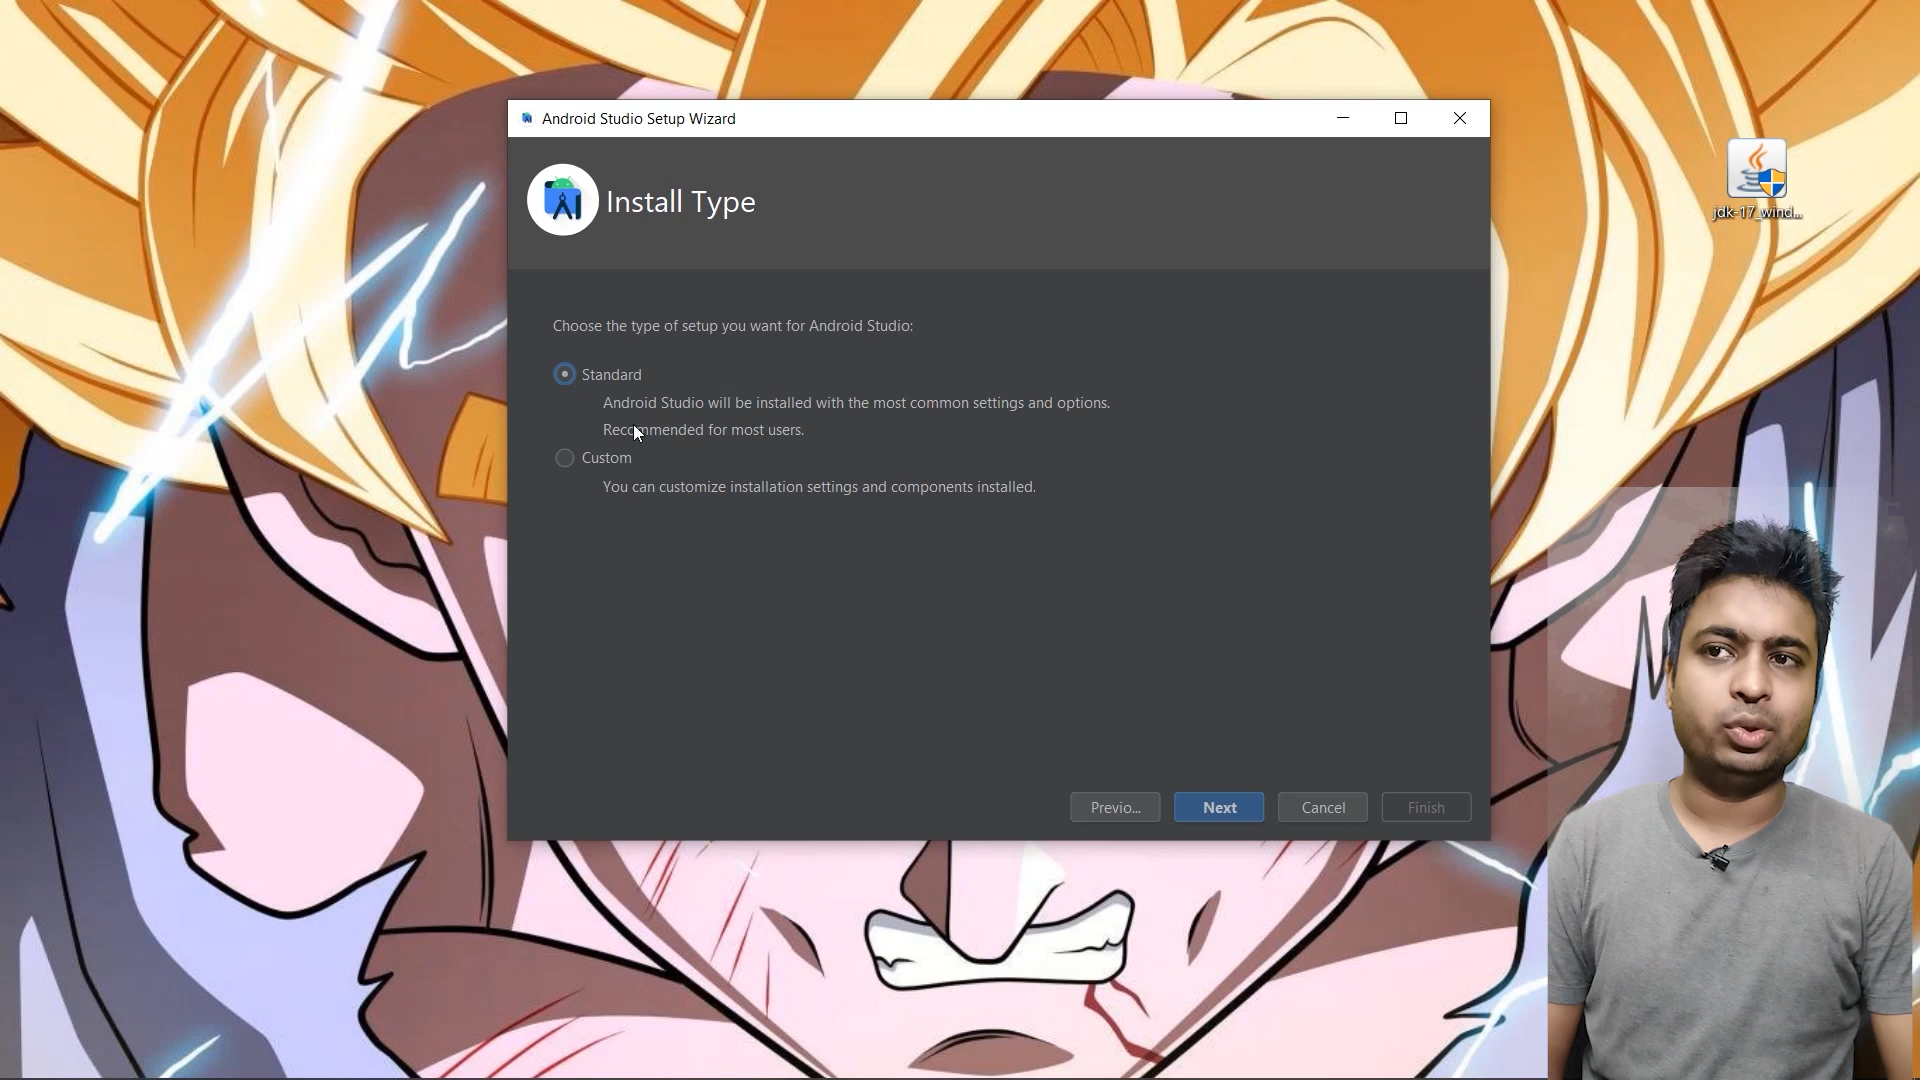 Android Studio Setup Wizard
Install Type
jdk-17_wind...
Choose the type of setup you want for Android Studio:
Standard
Android Studio will be installed with the most common settings and options.
Recommended for most users.
Custom
You can customize installation settings and components installed.
Previo... Next Cancel Finish